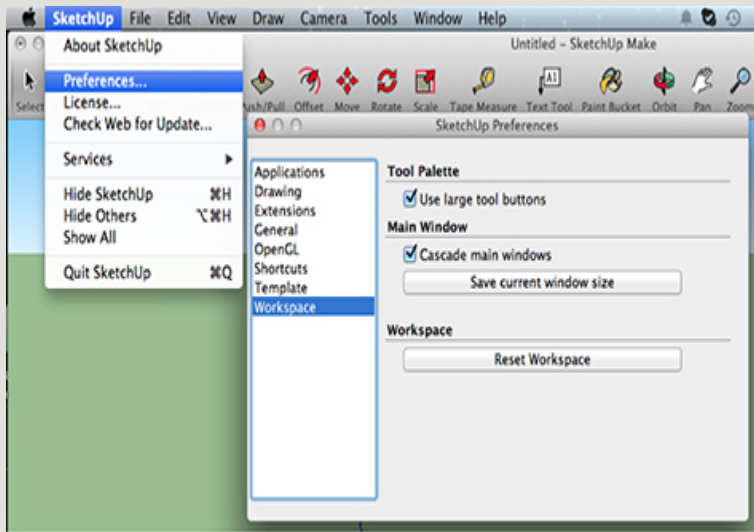 SketchUp File Edit View Draw Camera Tools Window Help
Untitled – SketchUp Make
About SketchUp
Preferences...
License...
Check Web for Update...
Services
Hide SketchUp ⌘H
Hide Others ⌥⌘H
Show All
Quit SketchUp ⌘Q
Select Push/Pull Offset Move Rotate Scale Tape Measure Text Tool Paint Bucket Orbit Pan Zoom
A1
SketchUp Preferences
Applications
Drawing
Extensions
General
OpenGL
Shortcuts
Template
Workspace
Tool Palette
Use large tool buttons
Main Window
Cascade main windows
Save current window size
Workspace
Reset Workspace